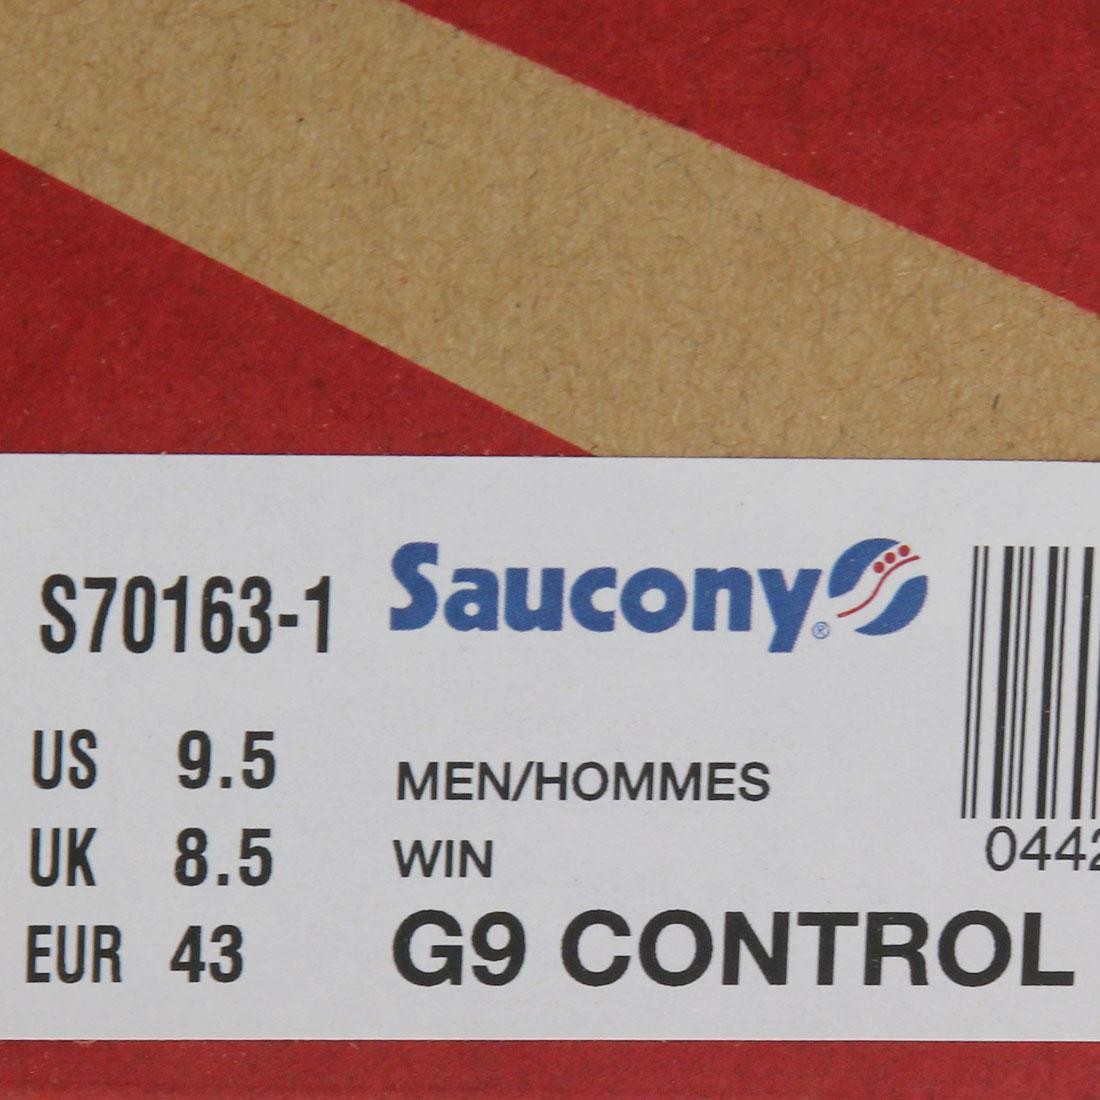 S70163-1 Saucony®
US 9.5 MEN/HOMMES
UK 8.5 WIN
EUR 43 G9 CONTROL
0442